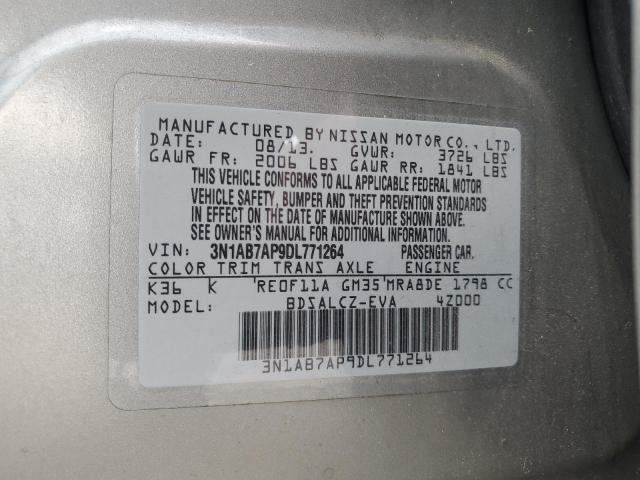 MANUFACTURED BY NISSAN MOTOR CO., LTD.
DATE: 08/13. GVWR: 3726 LBS
GAWR FR: 2006 LBS GAWR RR: 1841 LBS
THIS VEHICLE CONFORMS TO ALL APPLICABLE FEDERAL MOTOR
VEHICLE SAFETY, BUMPER AND THEFT PREVENTION STANDARDS
IN EFFECT ON THE DATE OF MANUFACTURE SHOWN ABOVE.
SEE OWNER'S MANUAL FOR ADDITIONAL INFORMATION.
VIN: 3N1AB7AP9DL771264 PASSENGER CAR.
COLOR TRIM TRANS AXLE ENGINE
K36 K 'RE0F11A GM35'MRA8DE 1798 CC
MODEL: BDSALCZ-EVA 4Z000
3N1AB7AP9DL771264